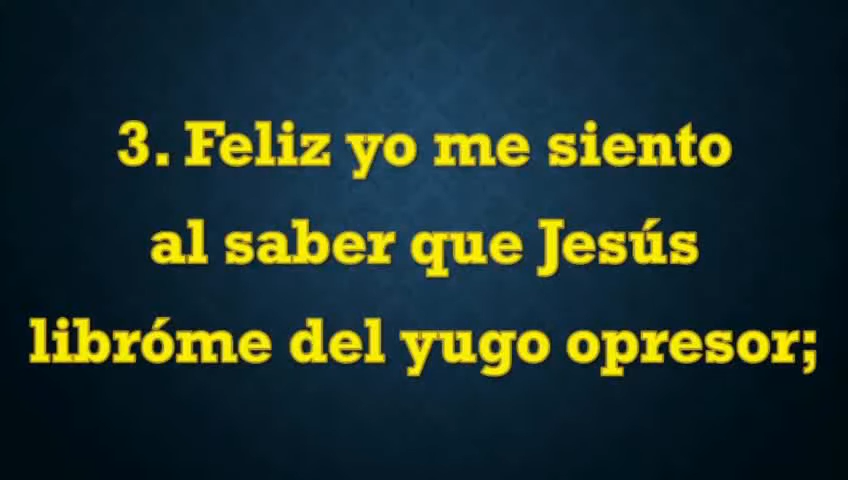 3. Feliz yo me siento
al saber que Jesús
libróme del yugo opresor;